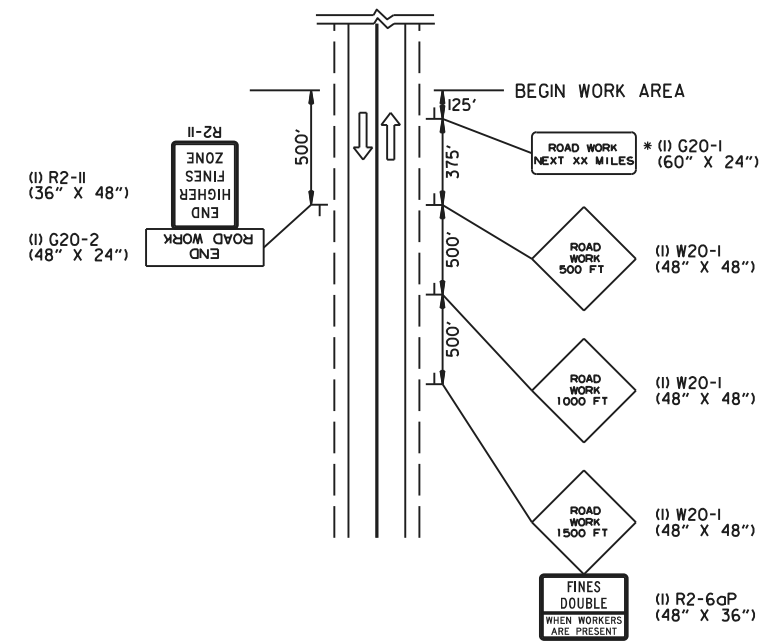 BEGIN WORK AREA
125'
500'
375'
500'
500'
R2-11
END
HIGHER
FINES
ZONE
(1) R2-11
(36" X 48")
END
ROAD WORK
(1) G20-2
(48" X 24")
ROAD WORK
NEXT XX MILES
* (1) G20-1
(60" X 24")
ROAD
WORK
500 FT
(1) W20-1
(48" X 48")
ROAD
WORK
1000 FT
(1) W20-1
(48" X 48")
ROAD
WORK
1500 FT
(1) W20-1
(48" X 48")
FINES
DOUBLE
WHEN WORKERS
ARE PRESENT
(1) R2-6aP
(48" X 36")